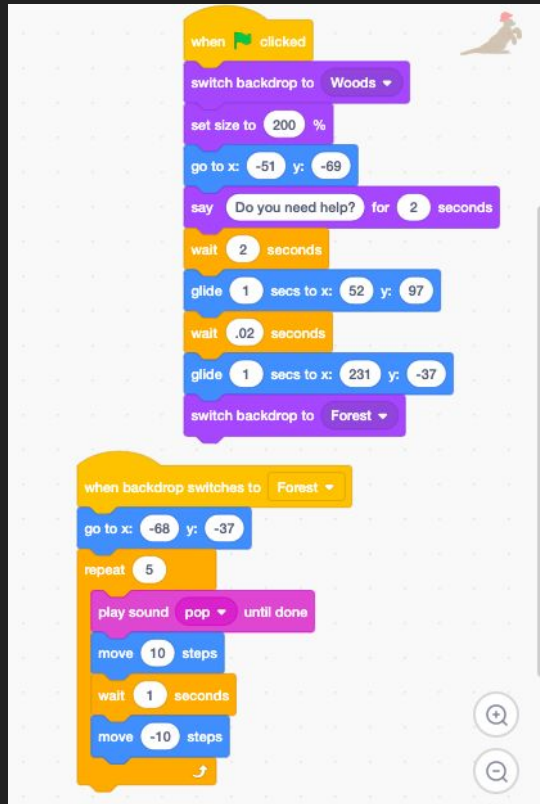 when clicked
switch backdrop to Woods
set size to 200 %
go to x: -51 y: -69
say Do you need help? for 2 seconds
wait 2 seconds
glide 1 secs to x: 52 y: 97
wait .02 seconds
glide 1 secs to x: 231 y: -37
switch backdrop to Forest
when backdrop switches to Forest
go to x: -68 y: -37
repeat 5
play sound pop until done
move 10 steps
wait 1 seconds
move -10 steps